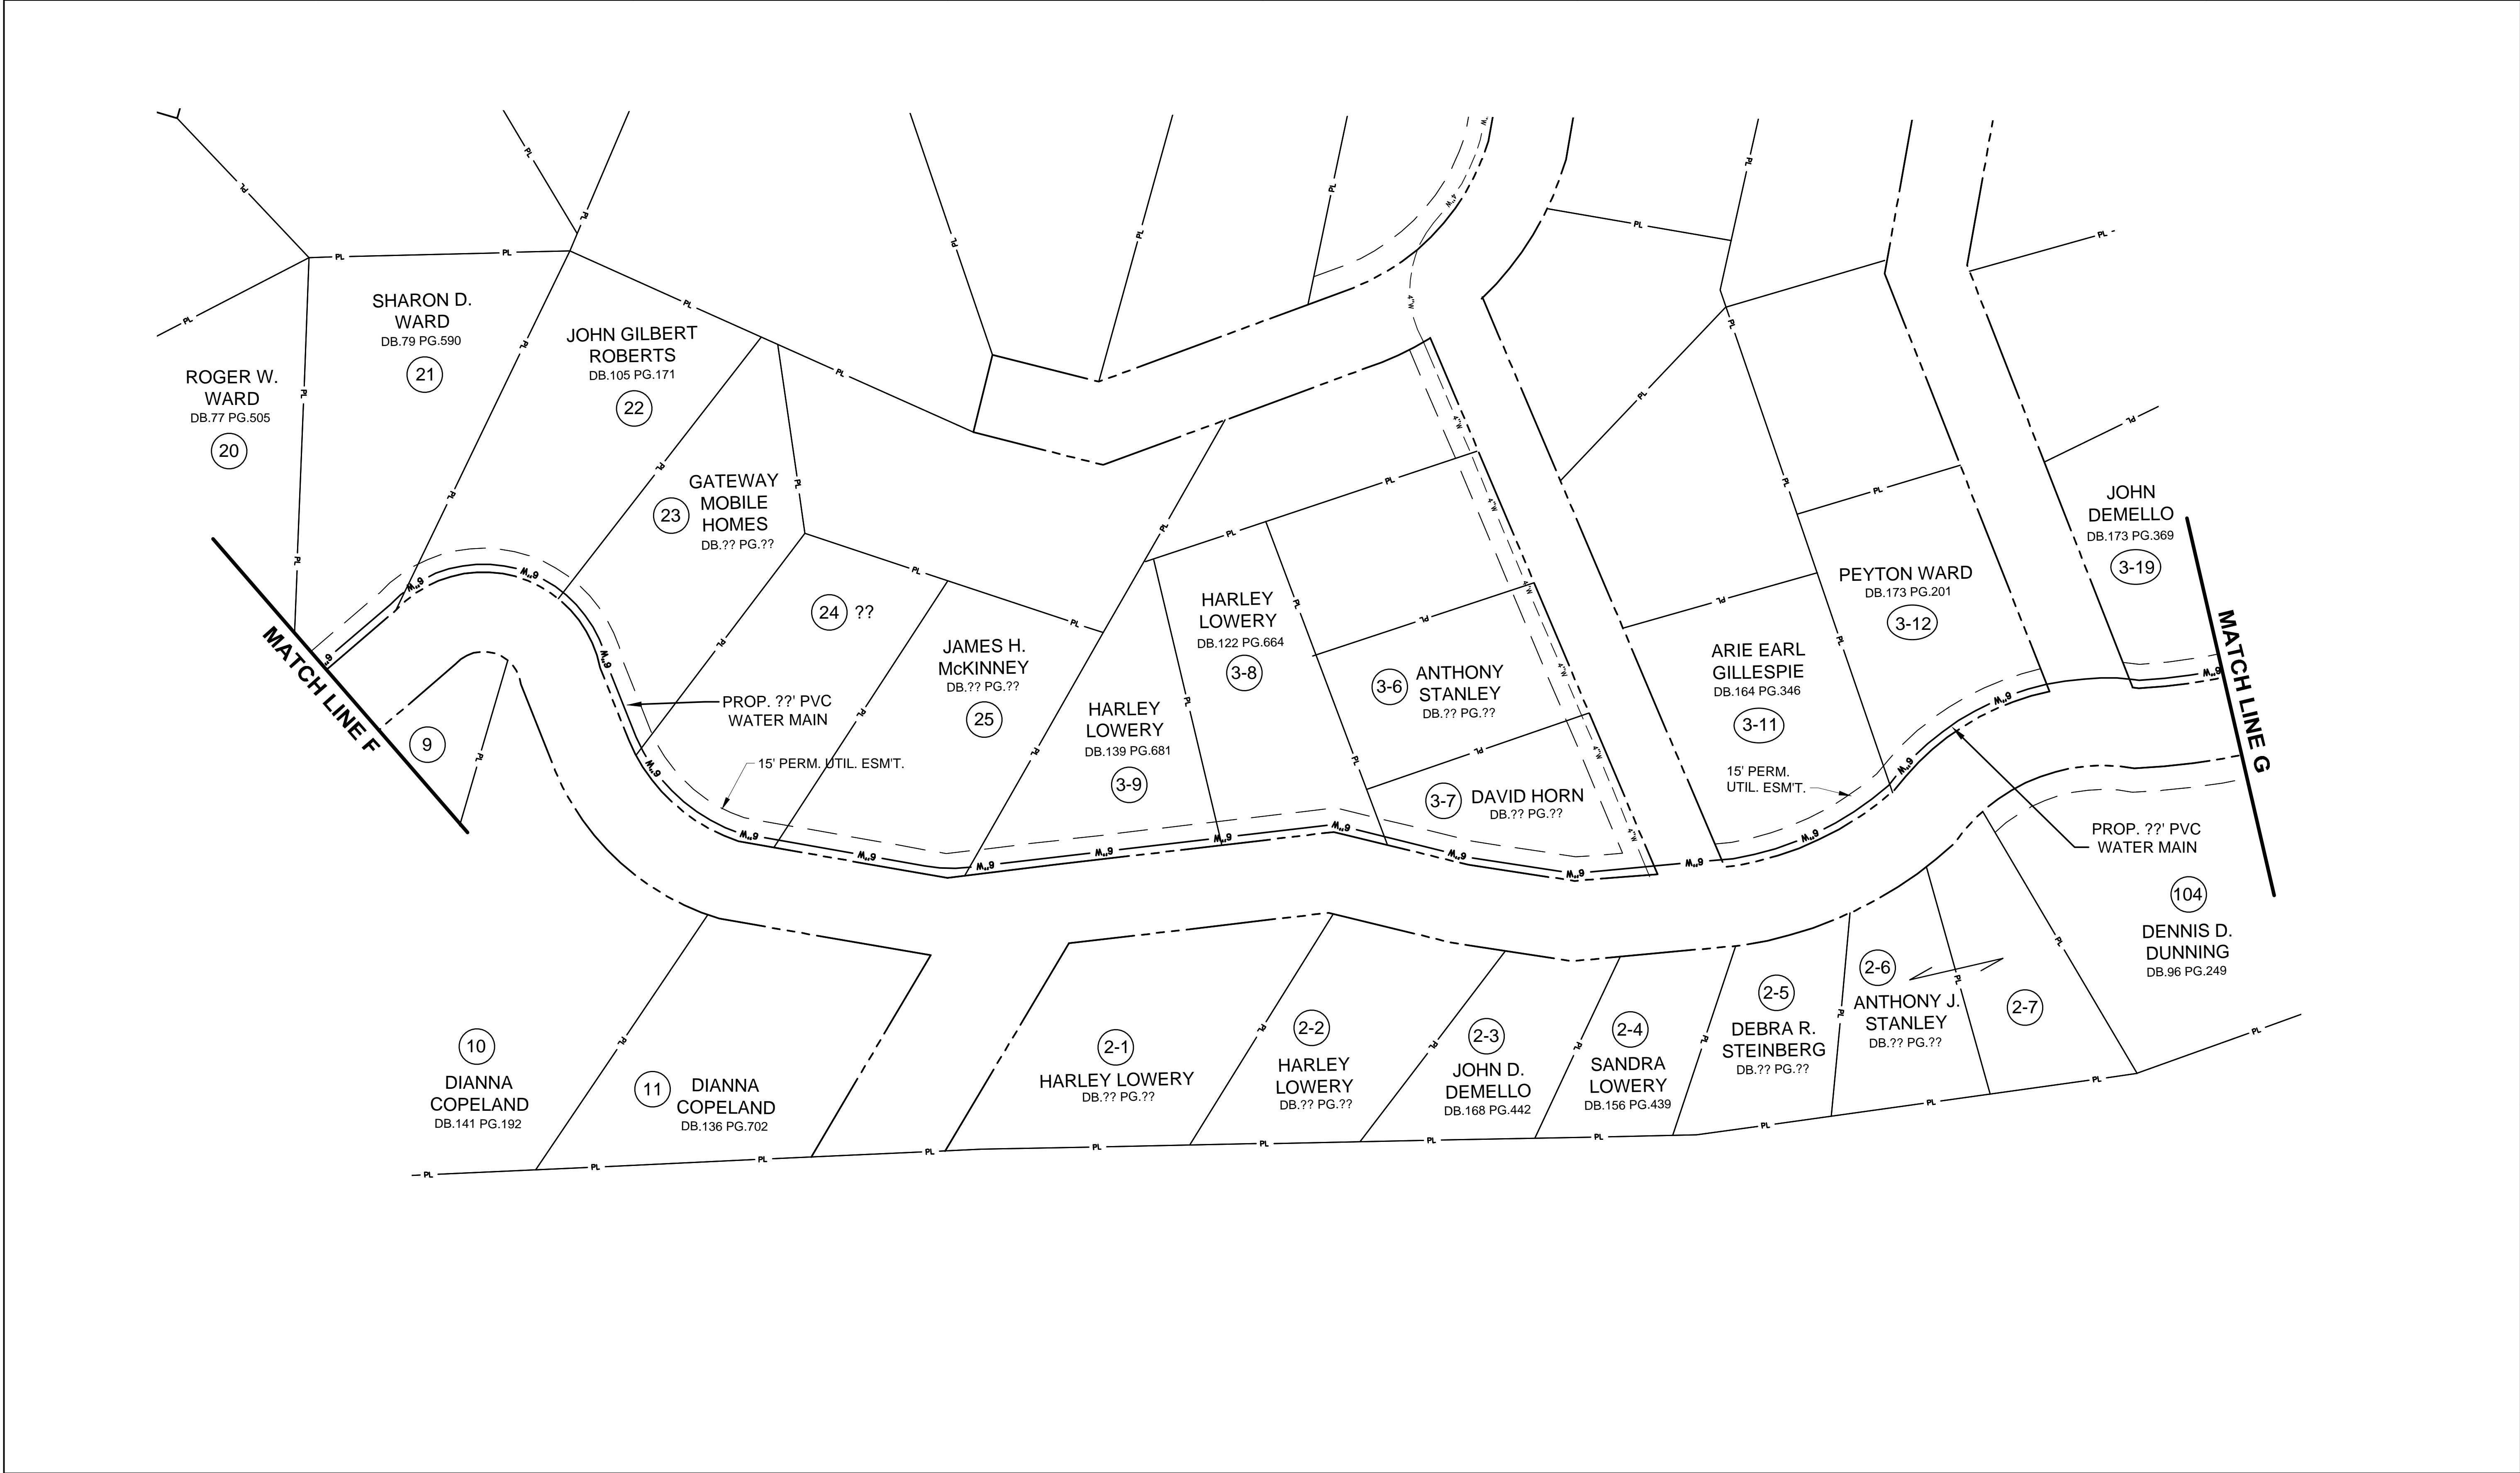 SHARON D.
WARD
DB.79 PG.590
21
JOHN GILBERT
ROBERTS
DB.105 PG.171
22
ROGER W.
WARD
DB.77 PG.505
20
GATEWAY
MOBILE
HOMES
DB.?? PG.??
23
24 ??
JAMES H.
McKINNEY
DB.?? PG.??
25
HARLEY
LOWERY
DB.139 PG.681
3-9
HARLEY
LOWERY
DB.122 PG.664
3-8
3-6
ANTHONY
STANLEY
DB.?? PG.??
3-7
DAVID HORN
DB.?? PG.??
ARIE EARL
GILLESPIE
DB.164 PG.346
3-11
PEYTON WARD
DB.173 PG.201
3-12
JOHN
DEMELLO
DB.173 PG.369
3-19
MATCH LINE F
MATCH LINE G
9
PROP. ??' PVC
WATER MAIN
15' PERM. UTIL. ESM'T.
15' PERM.
UTIL. ESM'T.
PROP. ??' PVC
WATER MAIN
104
DENNIS D.
DUNNING
DB.96 PG.249
10
DIANNA
COPELAND
DB.141 PG.192
11
DIANNA
COPELAND
DB.136 PG.702
2-1
HARLEY LOWERY
DB.?? PG.??
2-2
HARLEY
LOWERY
DB.?? PG.??
2-3
JOHN D.
DEMELLO
DB.168 PG.442
2-4
SANDRA
LOWERY
DB.156 PG.439
2-5
DEBRA R.
STEINBERG
DB.?? PG.??
2-6
ANTHONY J.
STANLEY
DB.?? PG.??
2-7
PL
6"W
4"W